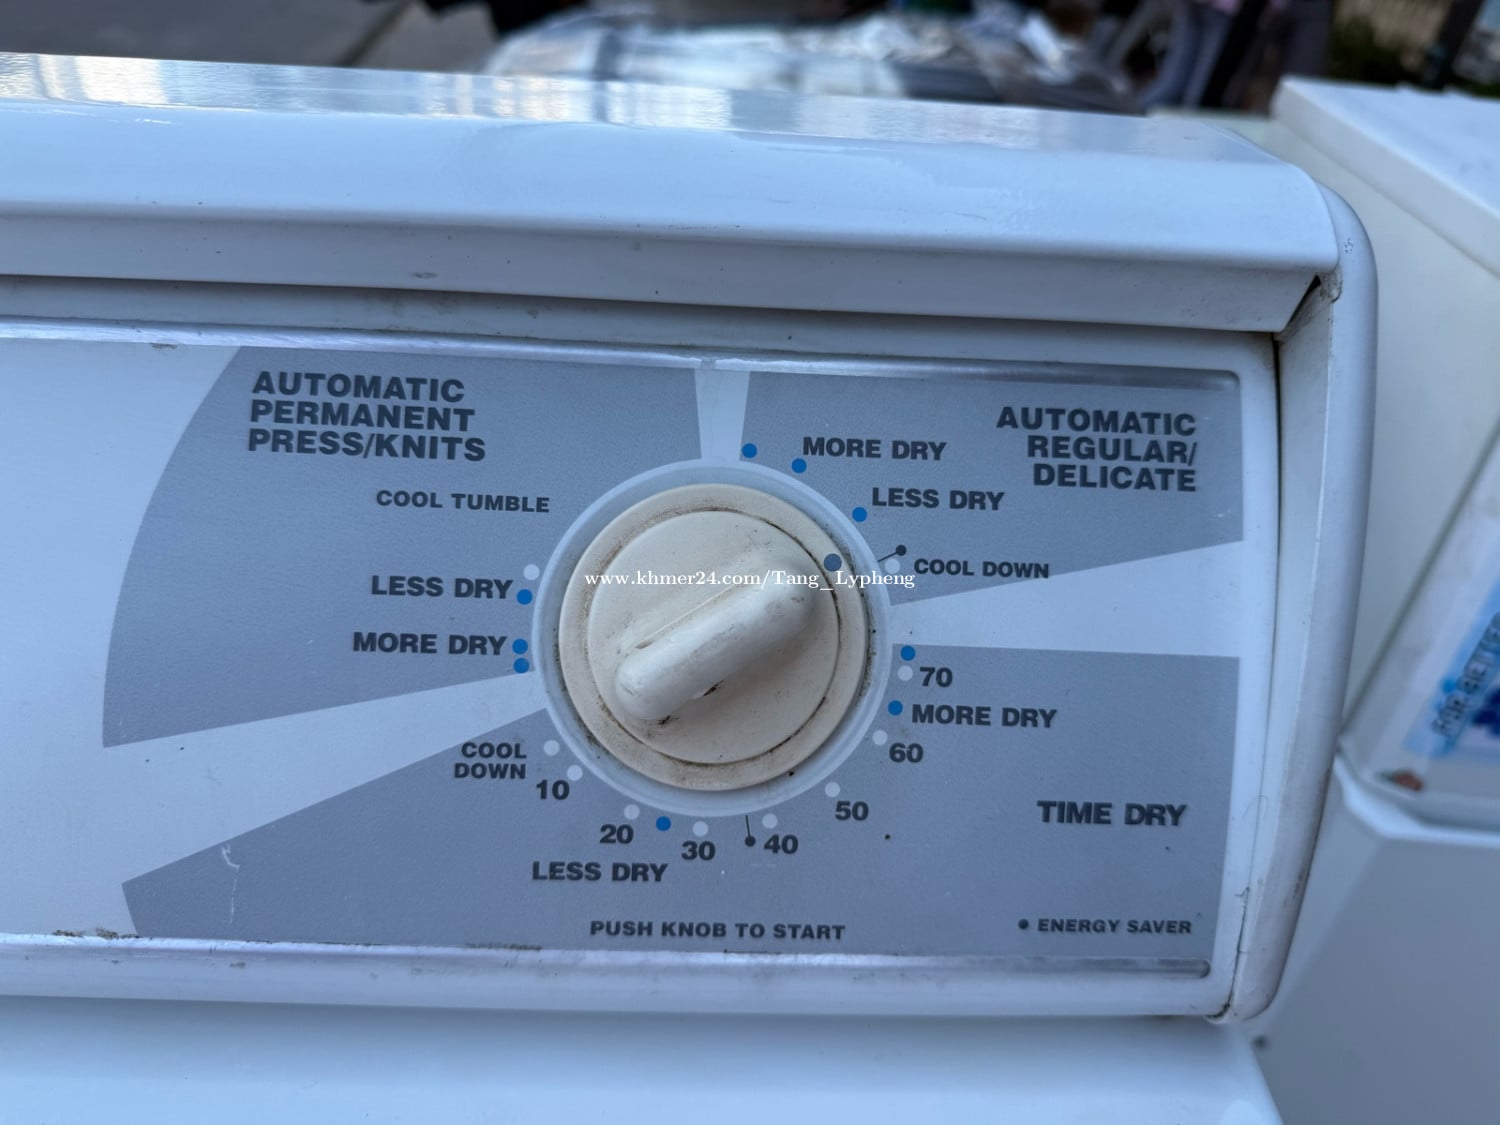 AUTOMATIC
PERMANENT
PRESS/KNITS
COOL TUMBLE
LESS DRY
MORE DRY
AUTOMATIC
REGULAR/
DELICATE
MORE DRY
LESS DRY
COOL DOWN
www.khmer24.com/Tang_Lypheng
70
MORE DRY
60
50
40
30
20
10
COOL
DOWN
LESS DRY
TIME DRY
PUSH KNOB TO START
• ENERGY SAVER